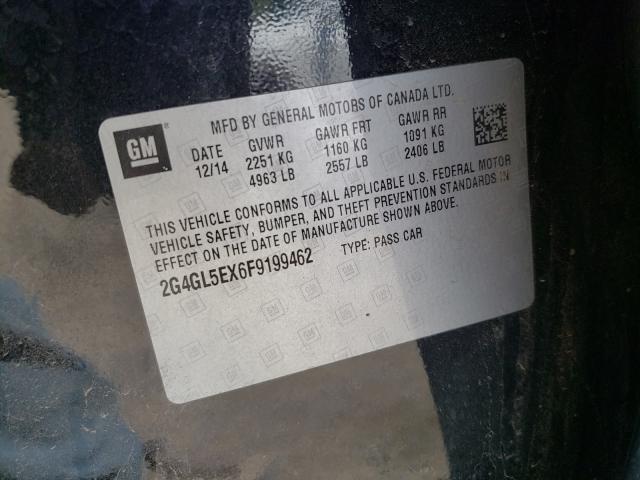 MFD BY GENERAL MOTORS OF CANADA LTD.
GM
DATE GVWR GAWR FRT GAWR RR
12/14 2251 KG 1160 KG 1091 KG
4963 LB 2557 LB 2406 LB
THIS VEHICLE CONFORMS TO ALL APPLICABLE U.S. FEDERAL MOTOR
VEHICLE SAFETY, BUMPER, AND THEFT PREVENTION STANDARDS IN
EFFECT ON THE DATE OF MANUFACTURE SHOWN ABOVE.
2G4GL5EX6F9199462 TYPE: PASS CAR